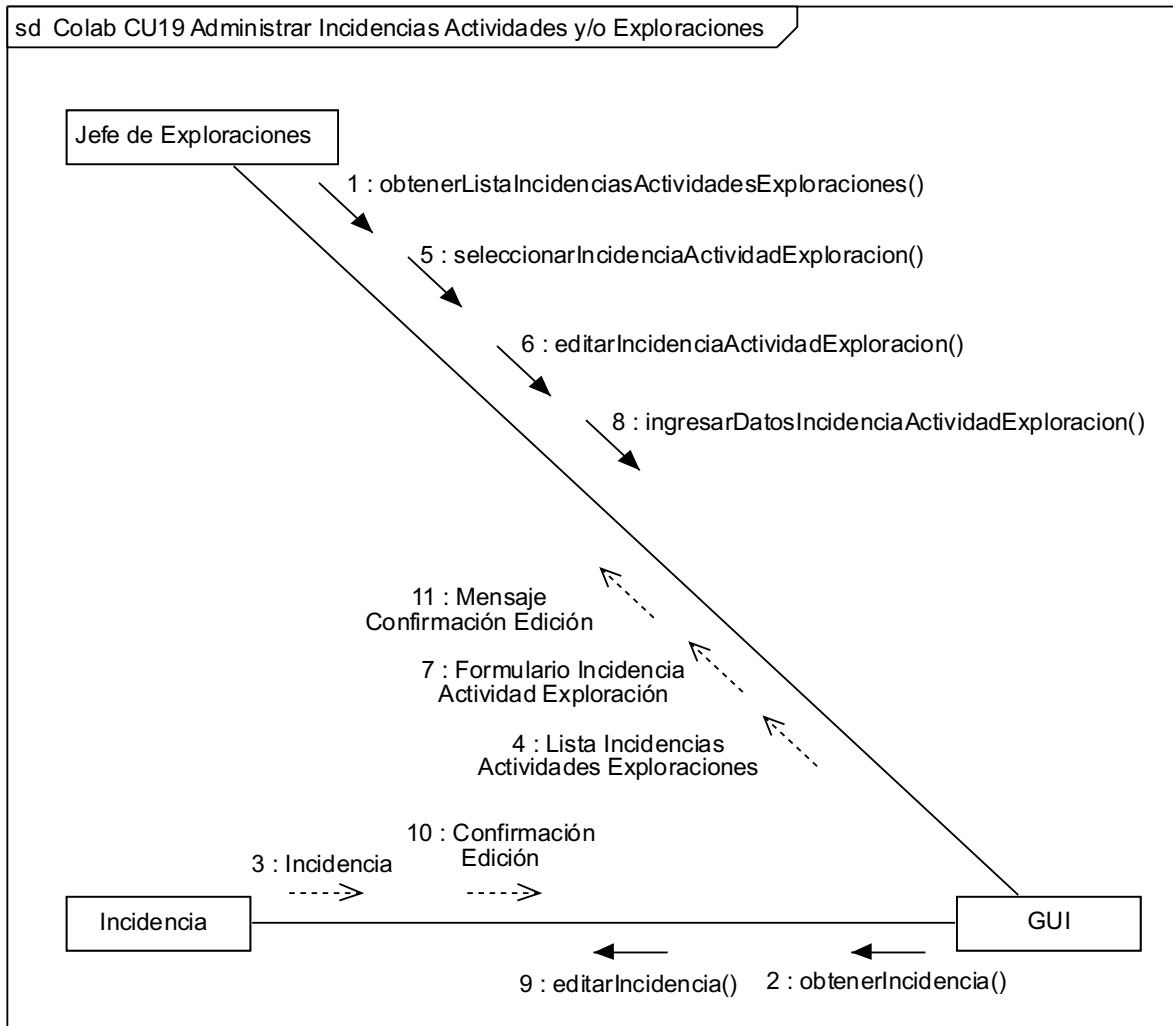 sd Colab CU19 Administrar Incidencias Actividades y/o Exploraciones
Jefe de Exploraciones
1 : obtenerListaIncidenciasActividadesExploraciones()
5 : seleccionarIncidenciaActividadExploracion()
6 : editarIncidenciaActividadExploracion()
8 : ingresarDatosIncidenciaActividadExploracion()
11 : Mensaje
Confirmación Edición
7 : Formulario Incidencia
Actividad Exploración
4 : Lista Incidencias
Actividades Exploraciones
10 : Confirmación
Edición
3 : Incidencia
Incidencia
GUI
9 : editarIncidencia()
2 : obtenerIncidencia()